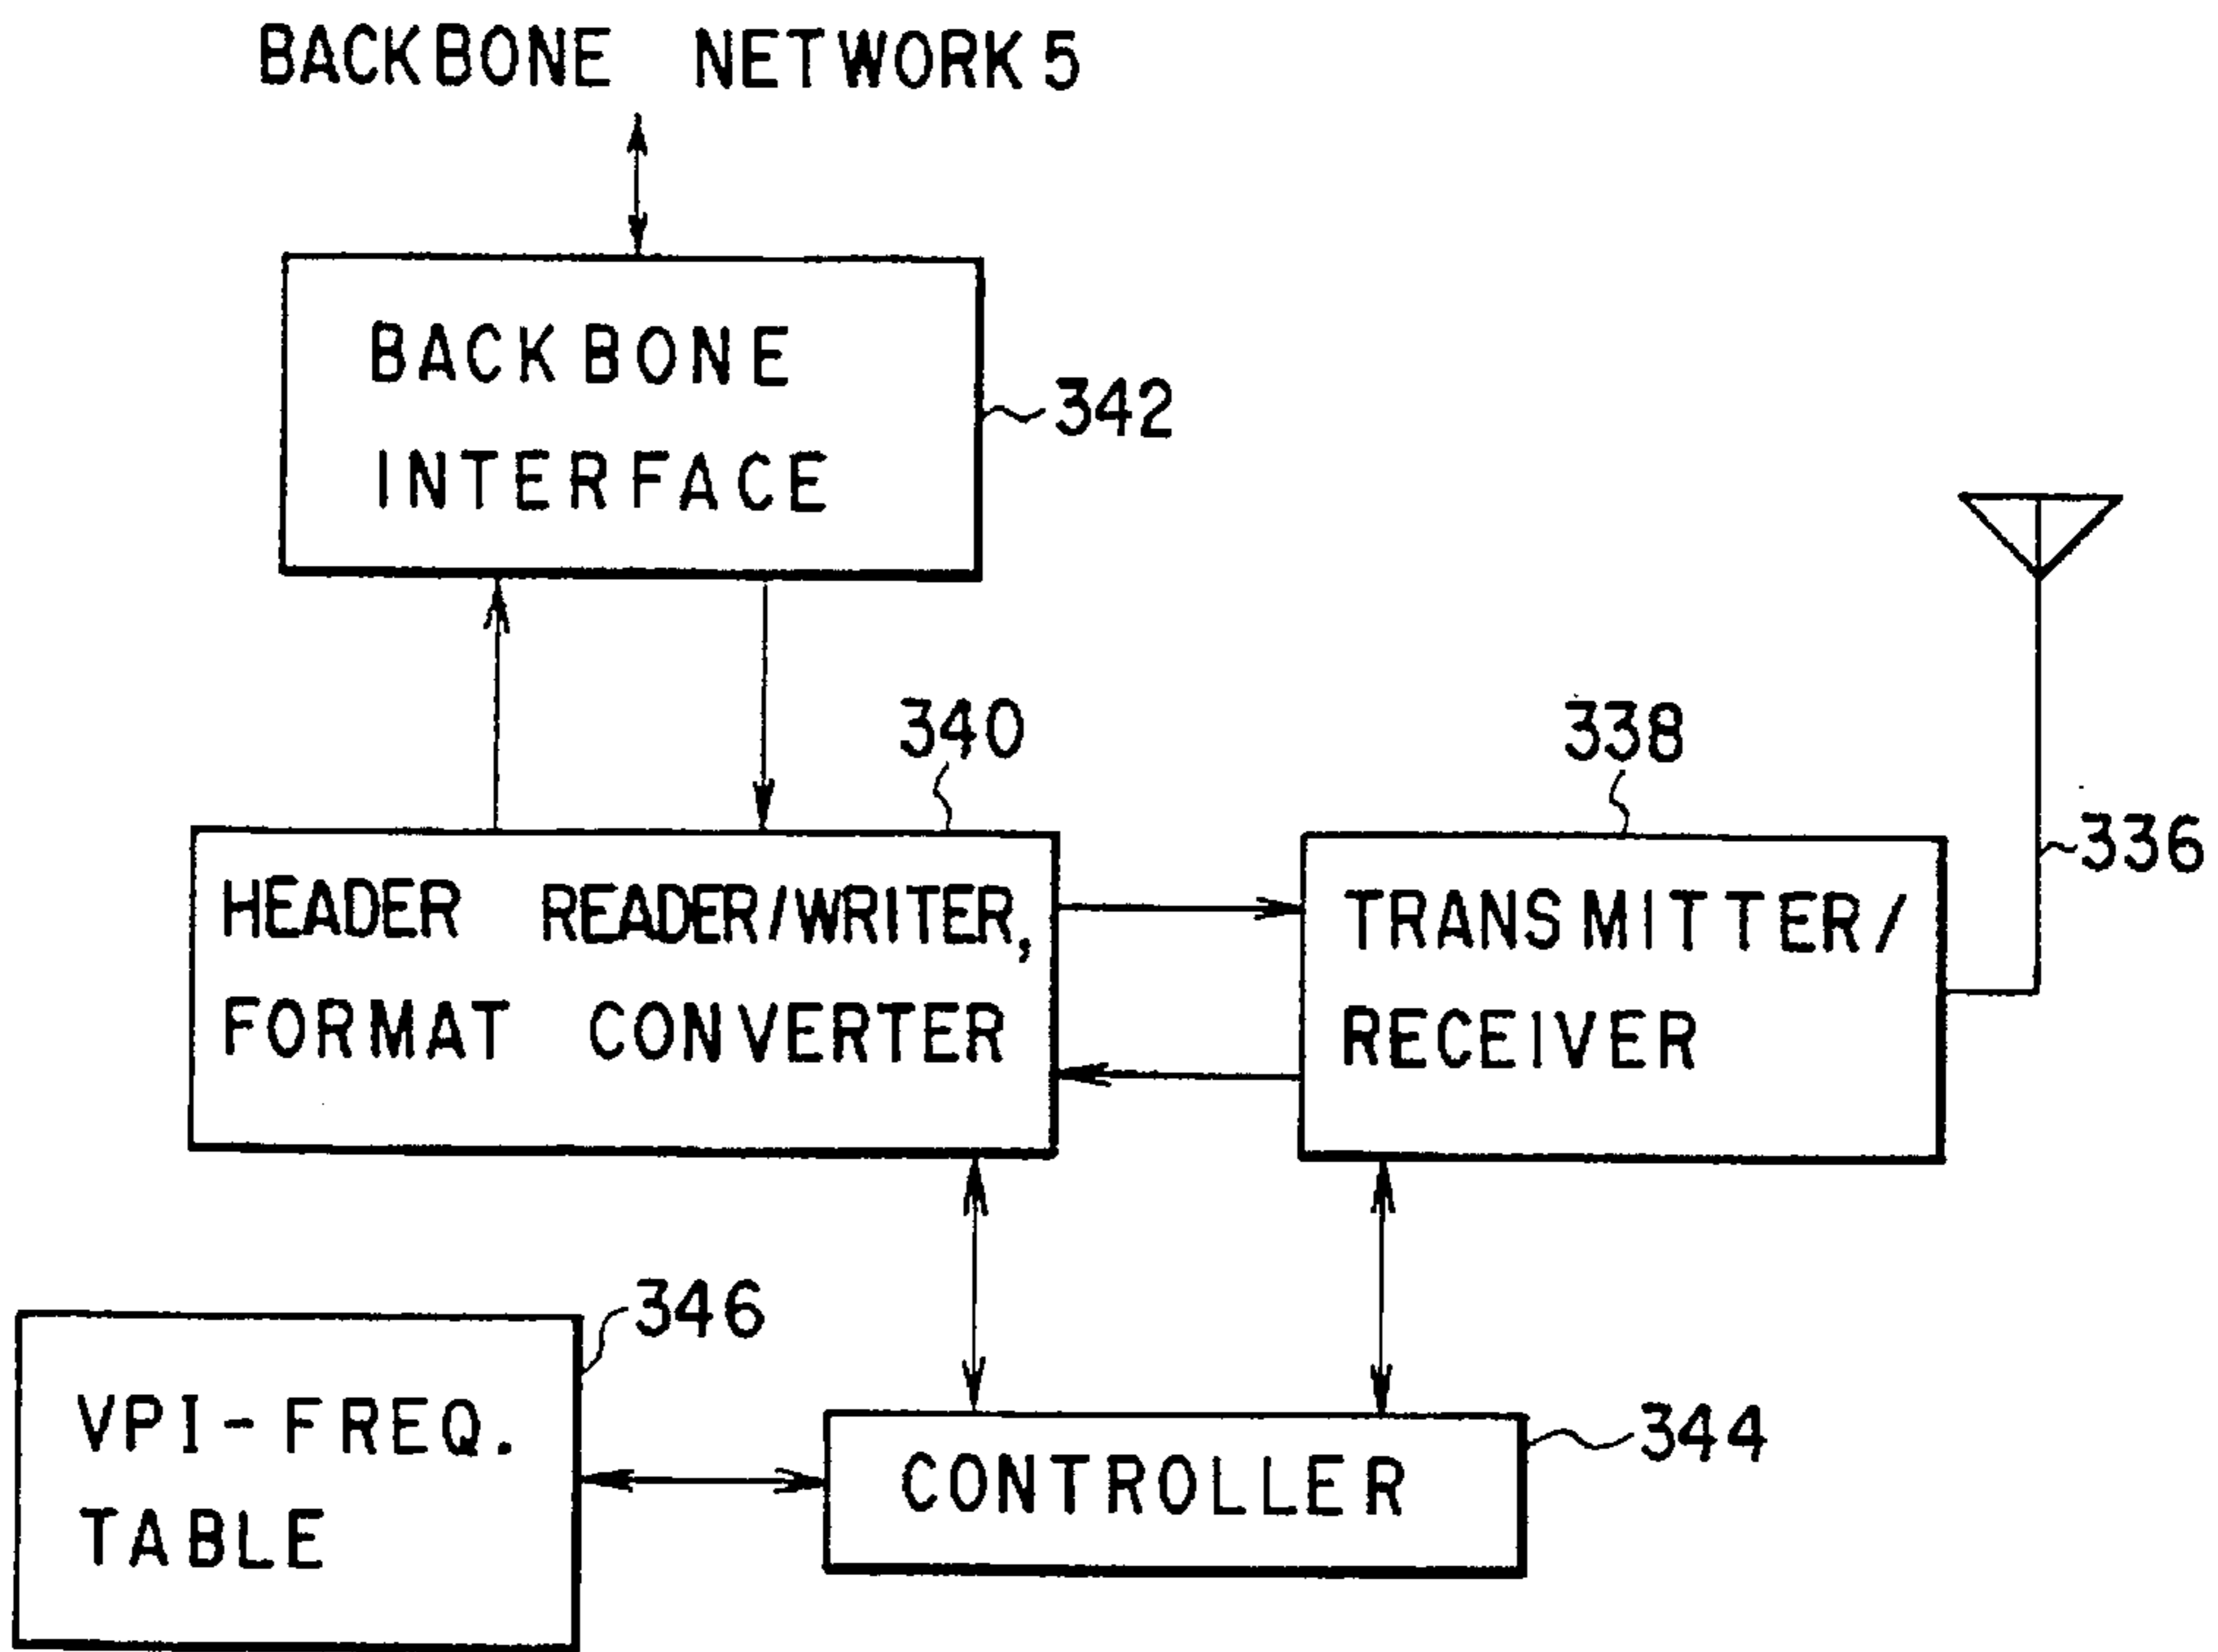 BACKBONE NETWORK 5
BACKBONE
INTERFACE
342
340
338
336
HEADER READER/WRITER,
FORMAT CONVERTER
TRANSMITTER/
RECEIVER
346
VPI-FREQ.
TABLE
344
CONTROLLER